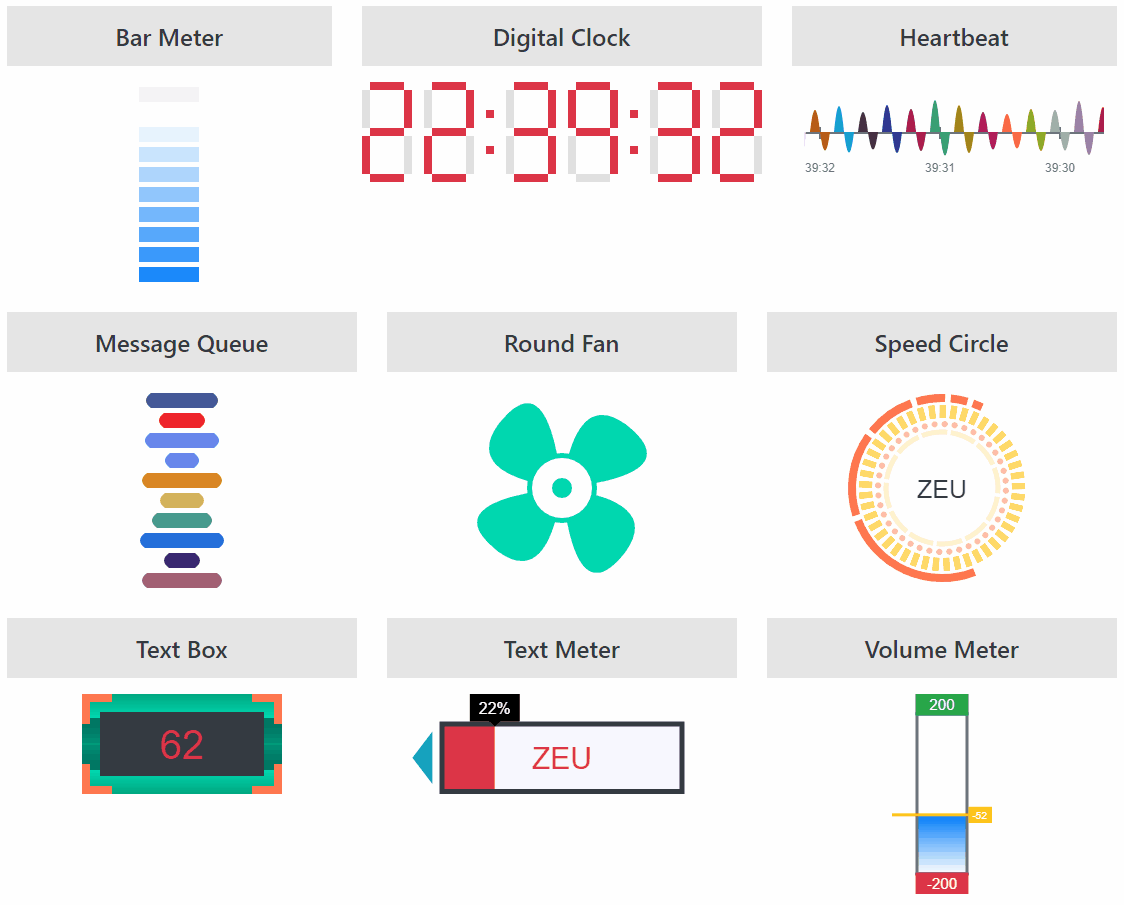 Bar Meter
Digital Clock
Heartbeat
22:39:32
39:32
39:31
39:30
Message Queue
Round Fan
Speed Circle
ZEU
Text Box
Text Meter
Volume Meter
62
22%
ZEU
200
-52
-200